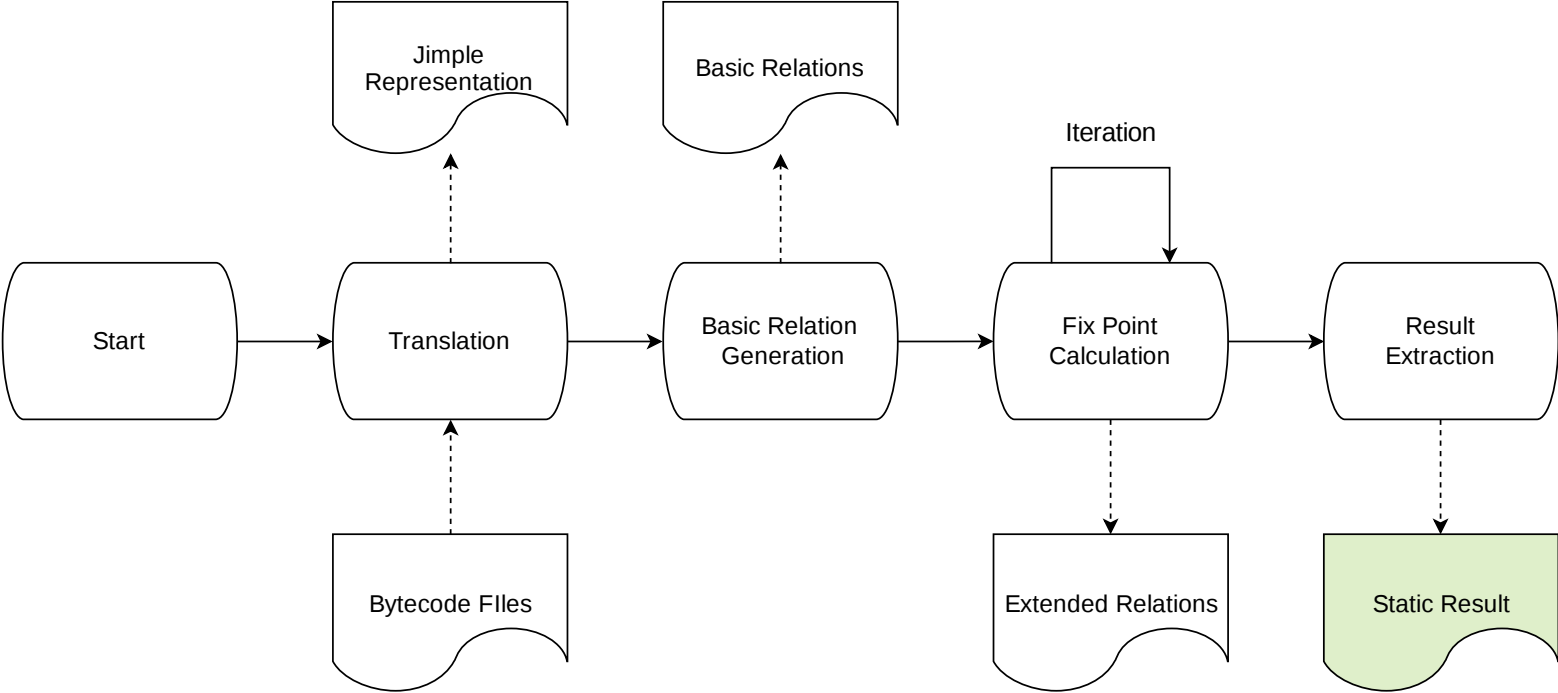 Jimple
Representation
Basic Relations
Iteration
Start
Translation
Basic Relation
Generation
Fix Point
Calculation
Result
Extraction
Bytecode FIles
Extended Relations
Static Result